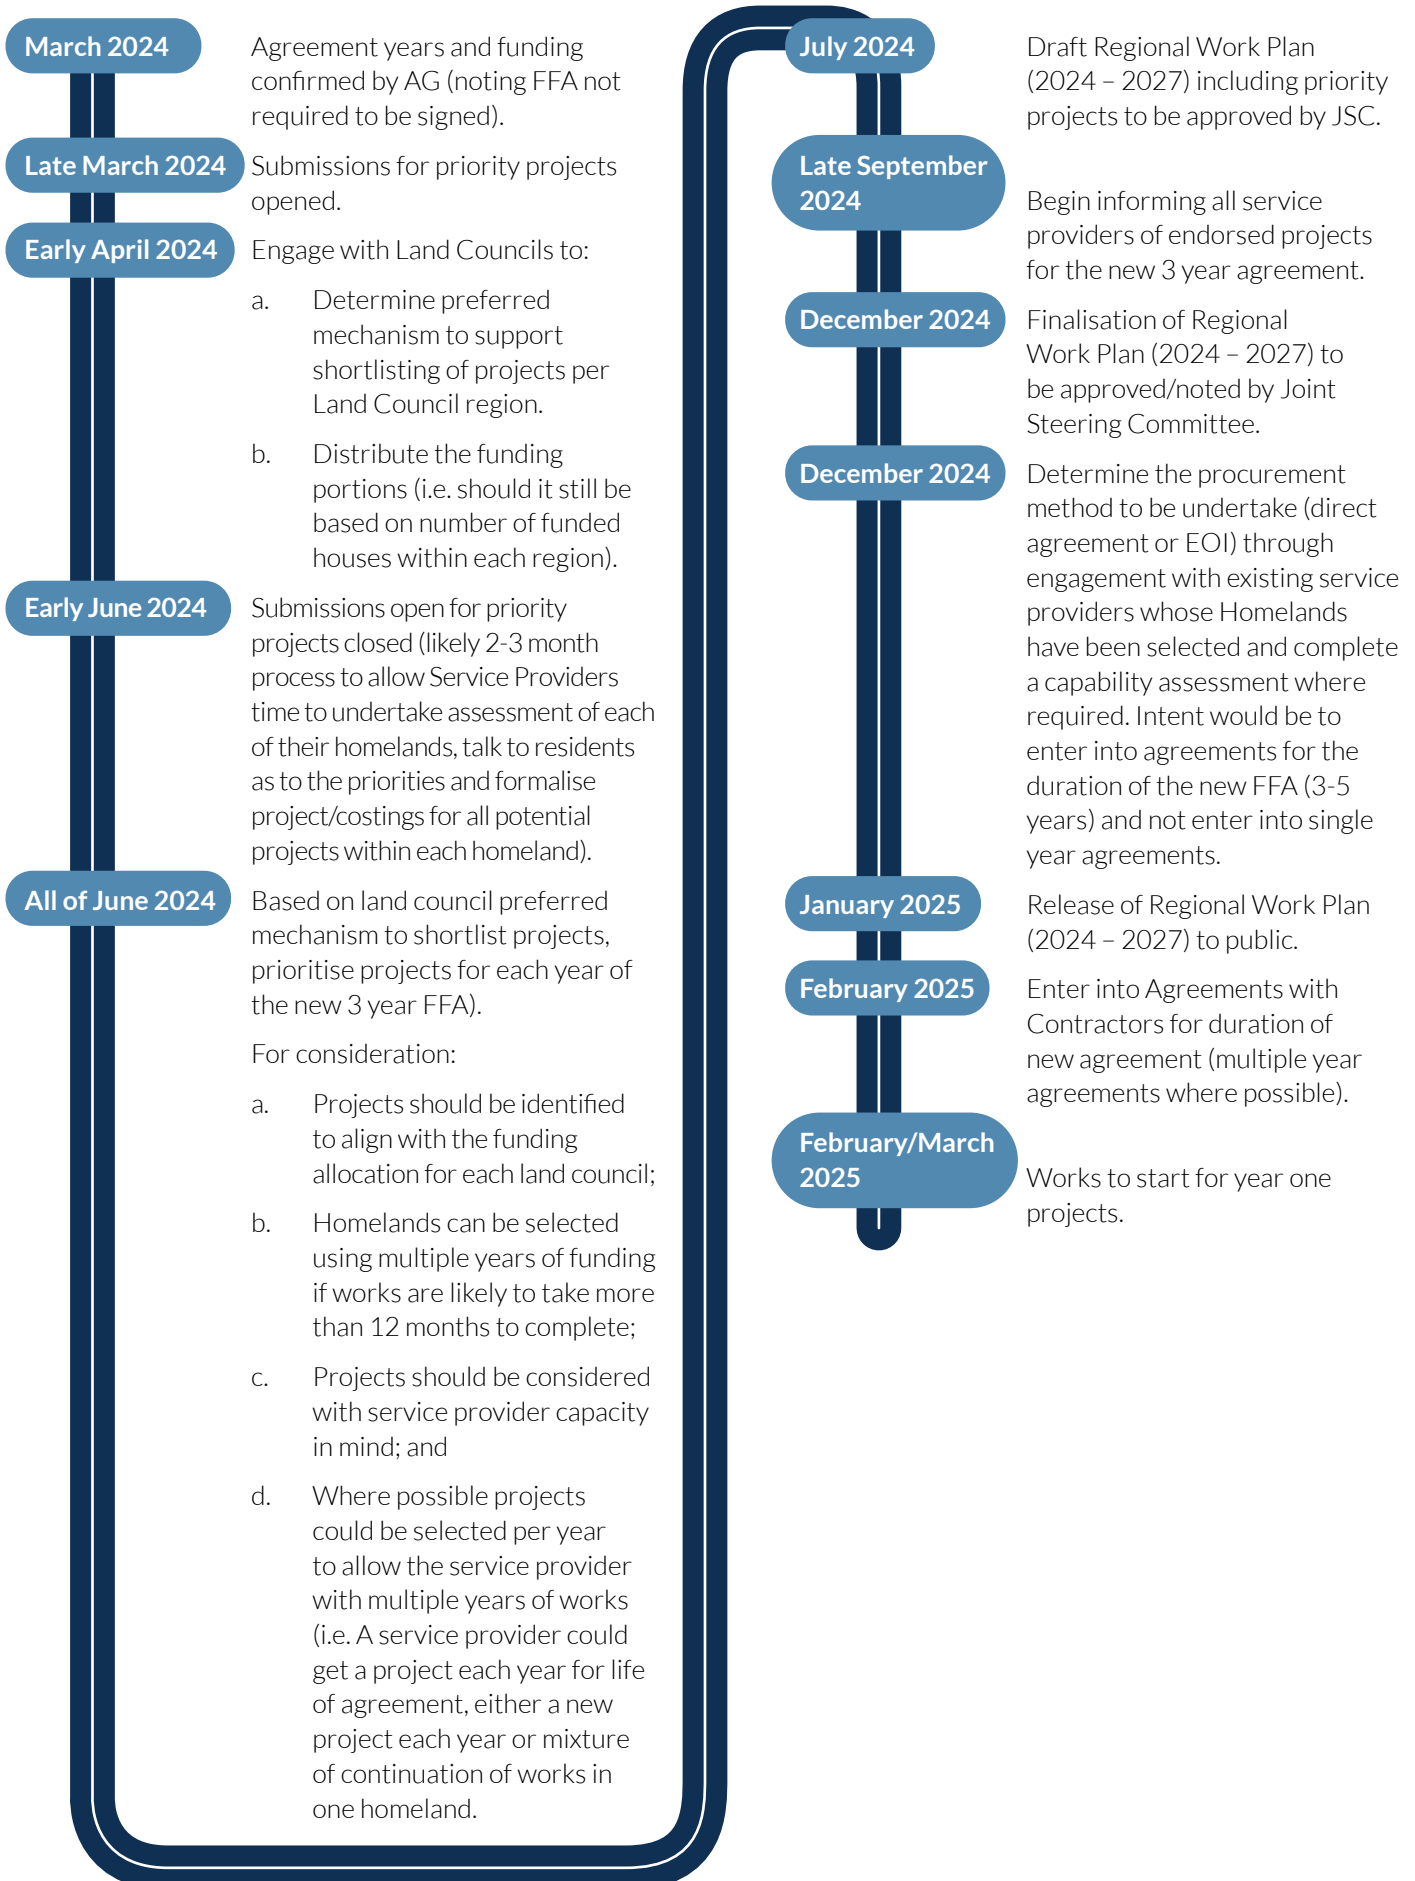 March 2024
Agreement years and funding
confirmed by AG (noting FFA not
required to be signed).
Late March 2024
Submissions for priority projects
opened.
Early April 2024
Engage with Land Councils to:
a. Determine preferred
mechanism to support
shortlisting of projects per
Land Council region.
b. Distribute the funding
portions (i.e. should it still be
based on number of funded
houses within each region).
Early June 2024
Submissions open for priority
projects closed (likely 2-3 month
process to allow Service Providers
time to undertake assessment of each
of their homelands, talk to residents
as to the priorities and formalise
project/costings for all potential
projects within each homeland).
All of June 2024
Based on land council preferred
mechanism to shortlist projects,
prioritise projects for each year of
the new 3 year FFA).
For consideration:
a. Projects should be identified
to align with the funding
allocation for each land council;
b. Homelands can be selected
using multiple years of funding
if works are likely to take more
than 12 months to complete;
c. Projects should be considered
with service provider capacity
in mind; and
d. Where possible projects
could be selected per year
to allow the service provider
with multiple years of works
(i.e. A service provider could
get a project each year for life
of agreement, either a new
project each year or mixture
of continuation of works in
one homeland.
July 2024
Draft Regional Work Plan
(2024 – 2027) including priority
projects to be approved by JSC.
Late September
2024
Begin informing all service
providers of endorsed projects
for the new 3 year agreement.
December 2024
Finalisation of Regional
Work Plan (2024 – 2027) to
be approved/noted by Joint
Steering Committee.
December 2024
Determine the procurement
method to be undertake (direct
agreement or EOI) through
engagement with existing service
providers whose Homelands
have been selected and complete
a capability assessment where
required. Intent would be to
enter into agreements for the
duration of the new FFA (3-5
years) and not enter into single
year agreements.
January 2025
Release of Regional Work Plan
(2024 – 2027) to public.
February 2025
Enter into Agreements with
Contractors for duration of
new agreement (multiple year
agreements where possible).
February/March
2025
Works to start for year one
projects.